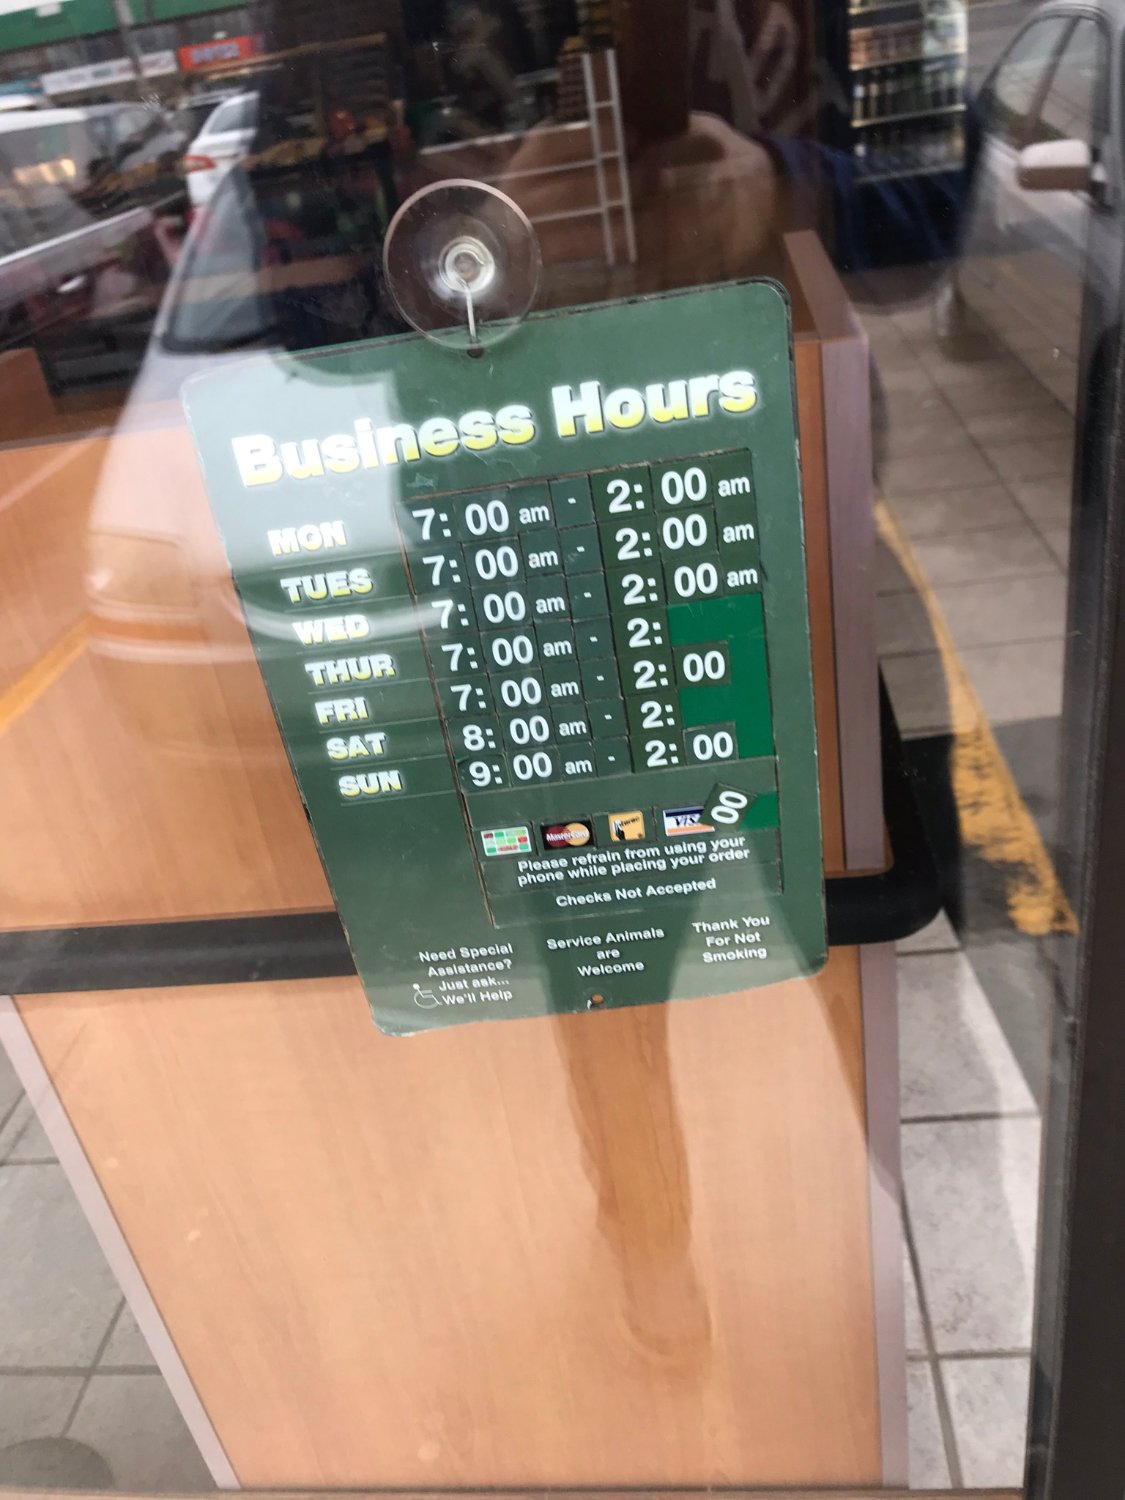 Business Hours
MON 7:00 am - 2:00 am
TUES 7:00 am - 2:00 am
WED 7:00 am - 2:00 am
THUR 7:00 am - 2:
FRI 7:00 am - 2:00
SAT 8:00 am - 2:
SUN 9:00 am - 2:00
00
MasterCard
VIS
Please refrain from using your
phone while placing your order
Checks Not Accepted
Need Special
Assistance?
Just ask...
We'll Help
Service Animals
are
Welcome
Thank You
For Not
Smoking